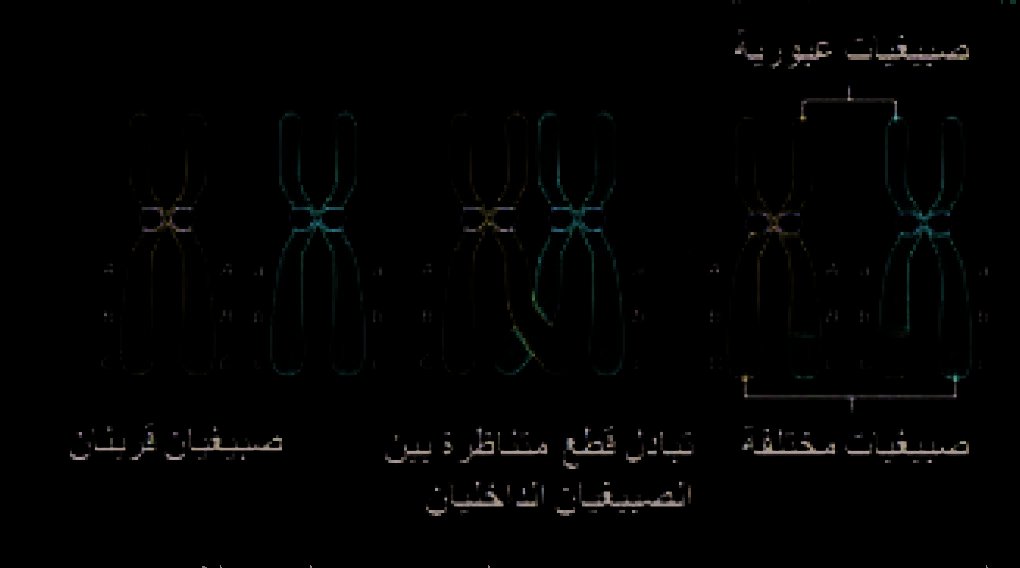 صبيغيات عبورية
صبيغيان قرينان
تبادل قطع متناظرة بين
الصبيغيان الداخليان
صبيغيات مختلفة